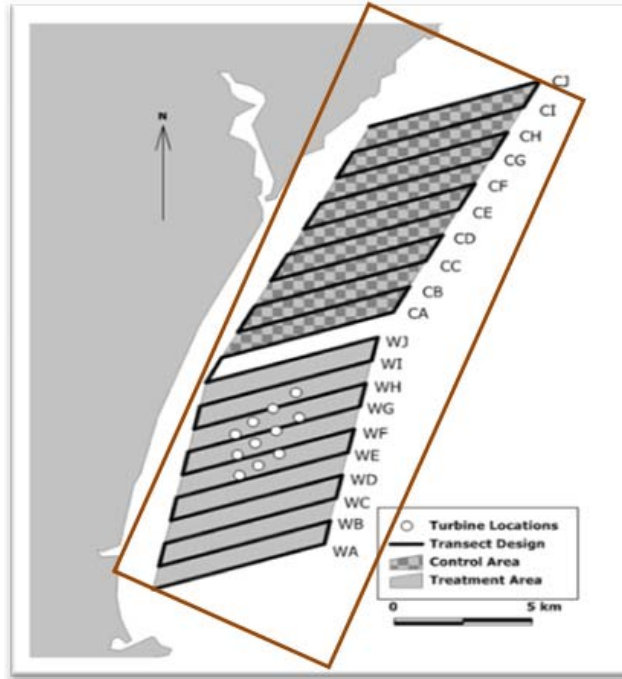 N
CJ
CI
CH
CG
CF
CE
CD
CC
CB
CA
WJ
WI
WH
WG
WF
WE
WD
WC
WB
WA
Turbine Locations
Transect Design
Control Area
Treatment Area
0 5 km